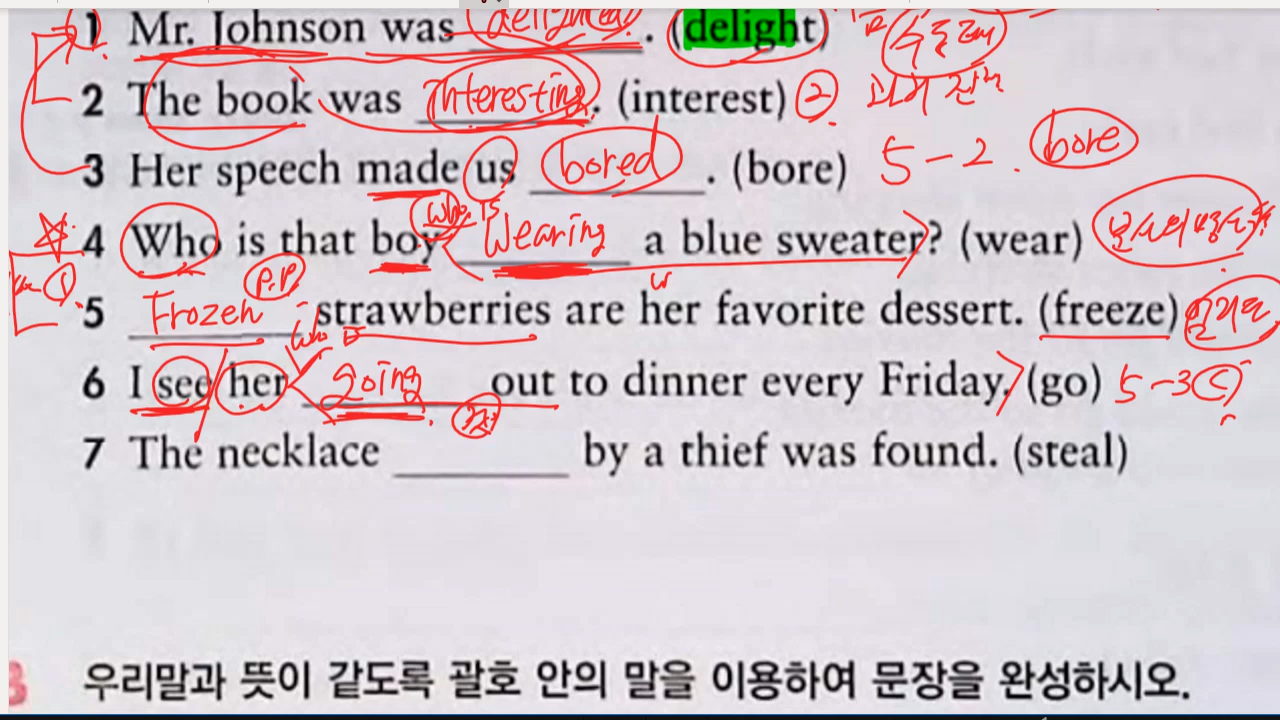 1 Mr. Johnson was delighted. (delight) 수동태
2 The book was interesting. (interest) ② 과거 진행
3 Her speech made us bored. (bore) 5-2. bore
who is
4 Who is that boy wearing a blue sweater? (wear)
P.P
5 Frozen strawberries are her favorite dessert. (freeze)
who is
6 I see her going out to dinner every Friday. (go) 5-3
7 The necklace ______ by a thief was found. (steal)
우리말과 뜻이 같도록 괄호 안의 말을 이용하여 문장을 완성하시오.